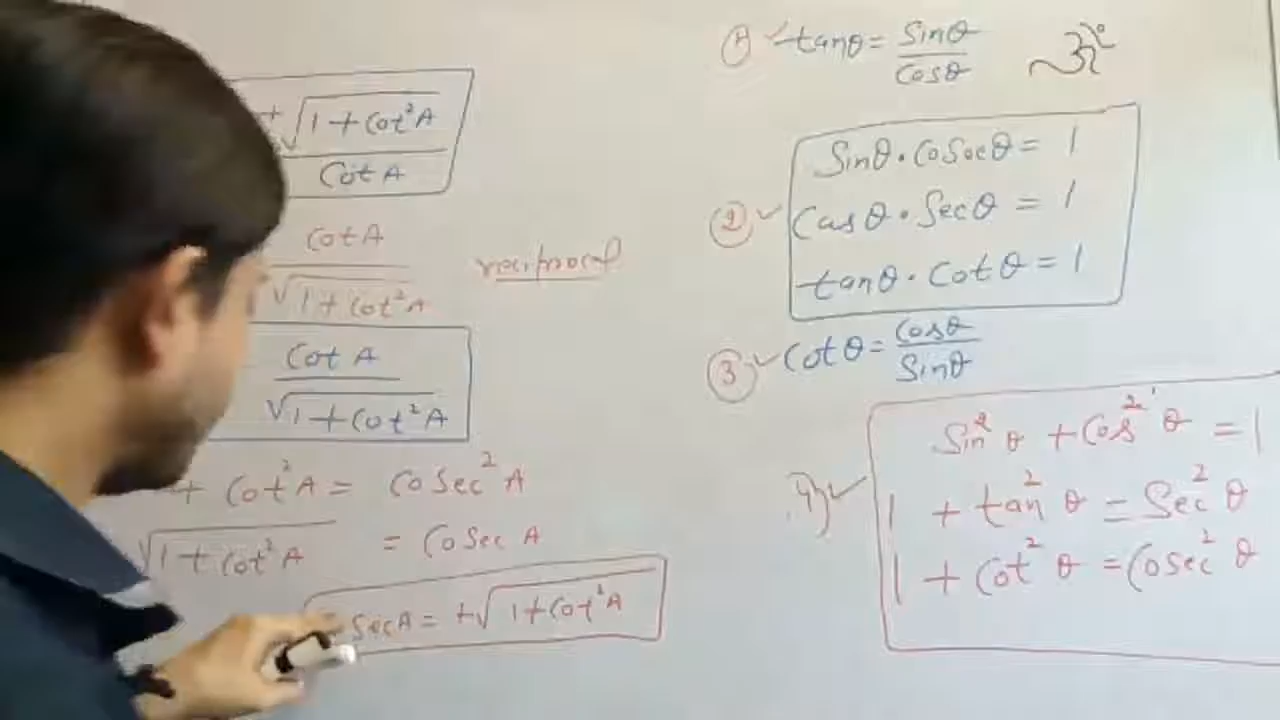 +√1+Cot²A
Cot A
Cot A
√1+Cot²A
Cot A
√1+Cot²A
+ Cot²A = CoSec²A
√1+Cot²A = CoSec A
SecA = +√1+Cot²A
reciprocal
① ✓ tanθ = Sinθ
Cosθ
Sinθ·CoSecθ = 1
② ✓ Cosθ·Secθ = 1
tanθ·Cotθ = 1
③ ✓ Cotθ = Cosθ
Sinθ
Sin²θ + Cos²θ = 1
4) ✓ 1 + tan²θ = Sec²θ
1 + Cot²θ = Cosec²θ